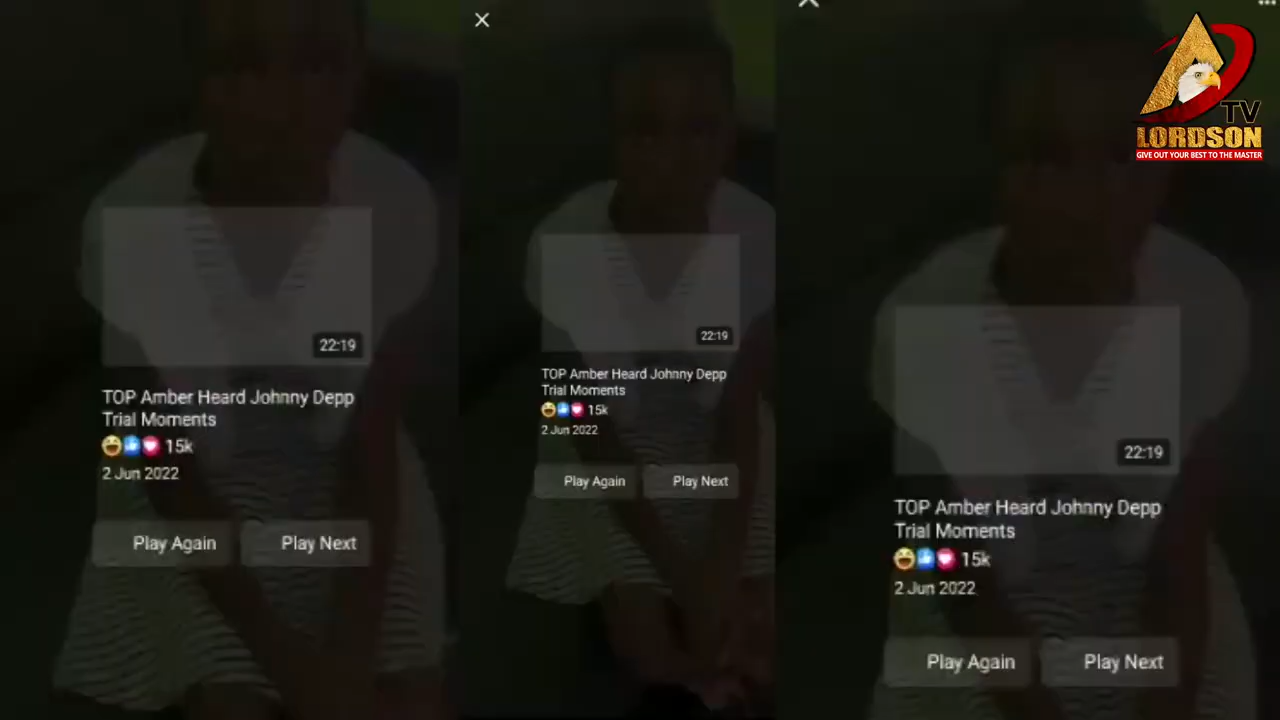 TV
LORDSON
GIVE OUT YOUR BEST TO THE MASTER
22:19
TOP Amber Heard Johnny Depp
Trial Moments
15k
2 Jun 2022
Play Again
Play Next
22:19
TOP Amber Heard Johnny Depp
Trial Moments
15k
2 Jun 2022
Play Again
Play Next
22:19
TOP Amber Heard Johnny Depp
Trial Moments
15k
2 Jun 2022
Play Again
Play Next